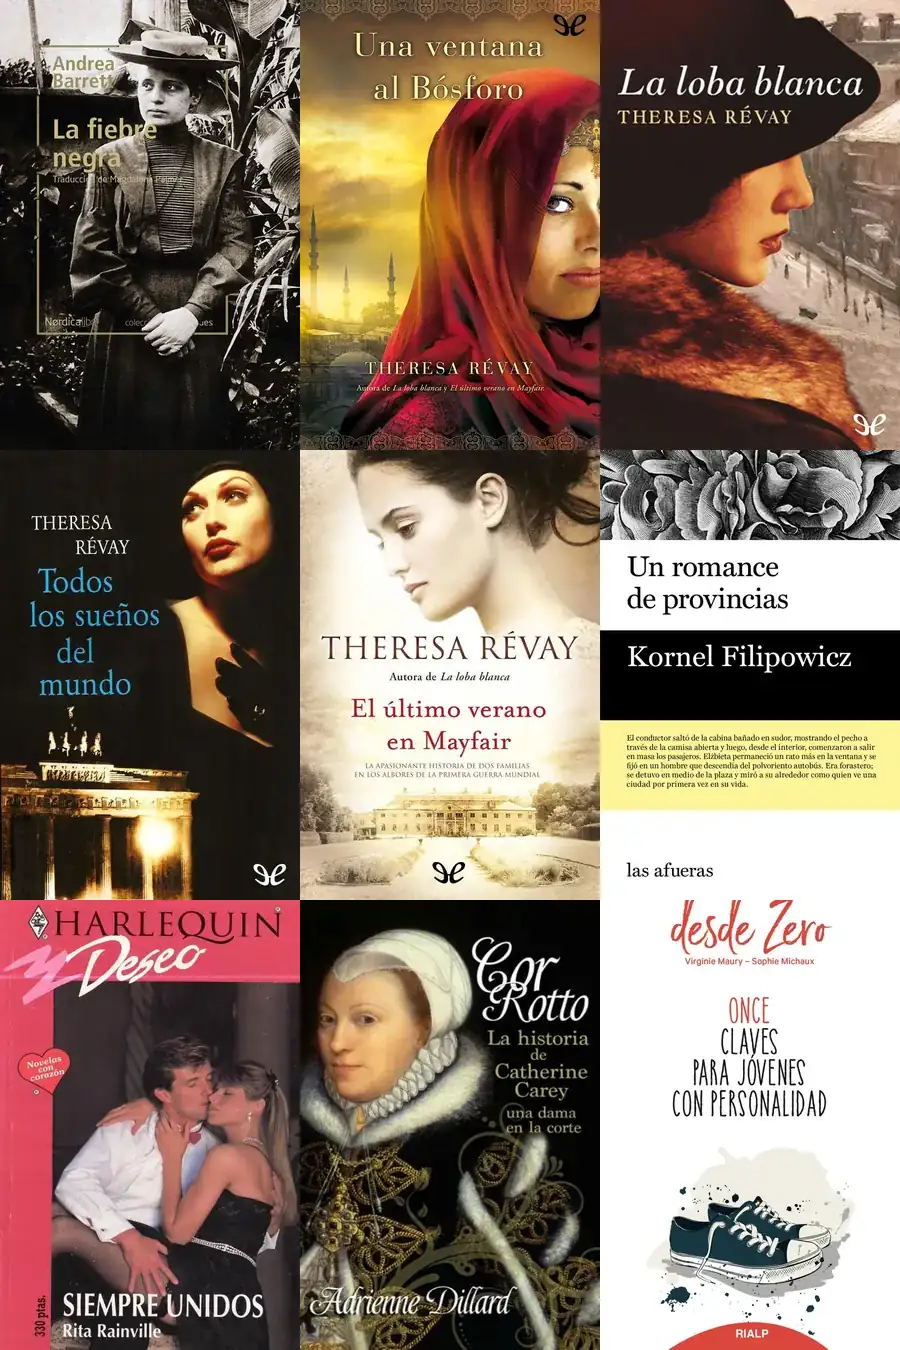 Andrea
Barrett
La fiebre
negra
Traducción de Magdalena Palmer
Nórdicalibros
Una ventana
al Bósforo
THERESA RÉVAY
Autora de La loba blanca y El último verano en Mayfair.
La loba blanca
THERESA RÉVAY
THERESA
RÉVAY
Todos
los sueños
del
mundo
THERESA RÉVAY
Autora de La loba blanca
El último verano
en Mayfair
LA APASIONANTE HISTORIA DE DOS FAMILIAS
EN LOS ALBORES DE LA PRIMERA GUERRA MUNDIAL
Un romance
de provincias
Kornel Filipowicz
El conductor saltó de la cabina bañado en sudor, mostrando el pecho a
través de la camisa abierta y luego, desde el interior, comenzaron a salir
en masa los pasajeros. Elżbieta permaneció un rato más en la ventana y se
fijó en un hombre que descendía del polvoriento autobús. Era forastero;
se detuvo en medio de la plaza y miró a su alrededor como quien ve una
ciudad por primera vez en su vida.
las afueras
HARLEQUIN
Deseo
Novelas
con
corazón
330 ptas.
SIEMPRE UNIDOS
Rita Rainville
Cor
Rotto
La historia
de
Catherine
Carey
una dama
en la corte
Adrienne Dillard
desde Zero
Virginie Maury – Sophie Michaux
ONCE
CLAVES
PARA JÓVENES
CON PERSONALIDAD
RIALP